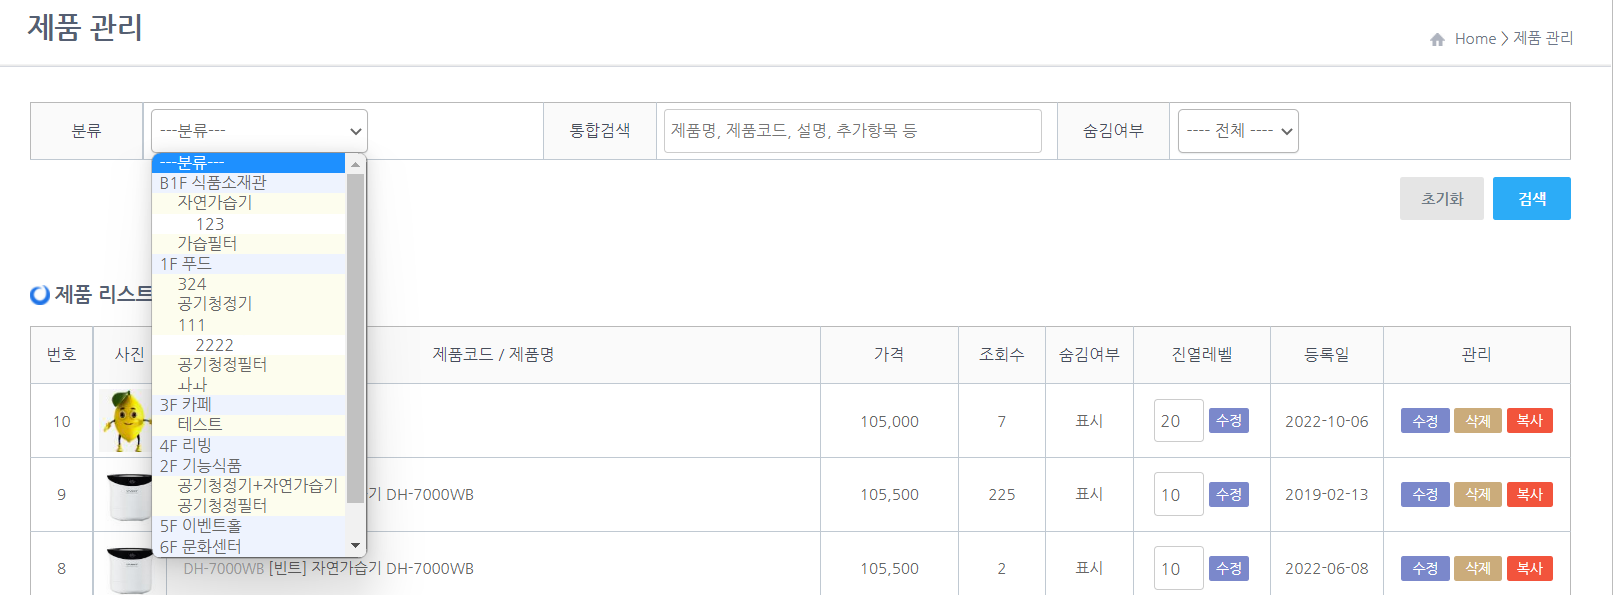 제품 관리
Home > 제품 관리
분류 ---분류--- 통합검색 제품명, 제품코드, 설명, 추가항목 등 숨김여부 ---- 전체 ----
---분류---
B1F 식품소재관
자연가습기
123
가습필터
1F 푸드
324
공기청정기
111
2222
공기청정필터
샤샤
3F 카페
테스트
4F 리빙
2F 기능식품
공기청정기+자연가습기
공기청정필터
5F 이벤트홀
6F 문화센터
초기화 검색
제품 리스트
번호 사진 제품코드 / 제품명 가격 조회수 숨김여부 진열레벨 등록일 관리
10 105,000 7 표시 20 수정 2022-10-06 수정 삭제 복사
9 기 DH-7000WB 105,500 225 표시 10 수정 2019-02-13 수정 삭제 복사
8 DH-7000WB [빈트] 자연가습기 DH-7000WB 105,500 2 표시 10 수정 2022-06-08 수정 삭제 복사